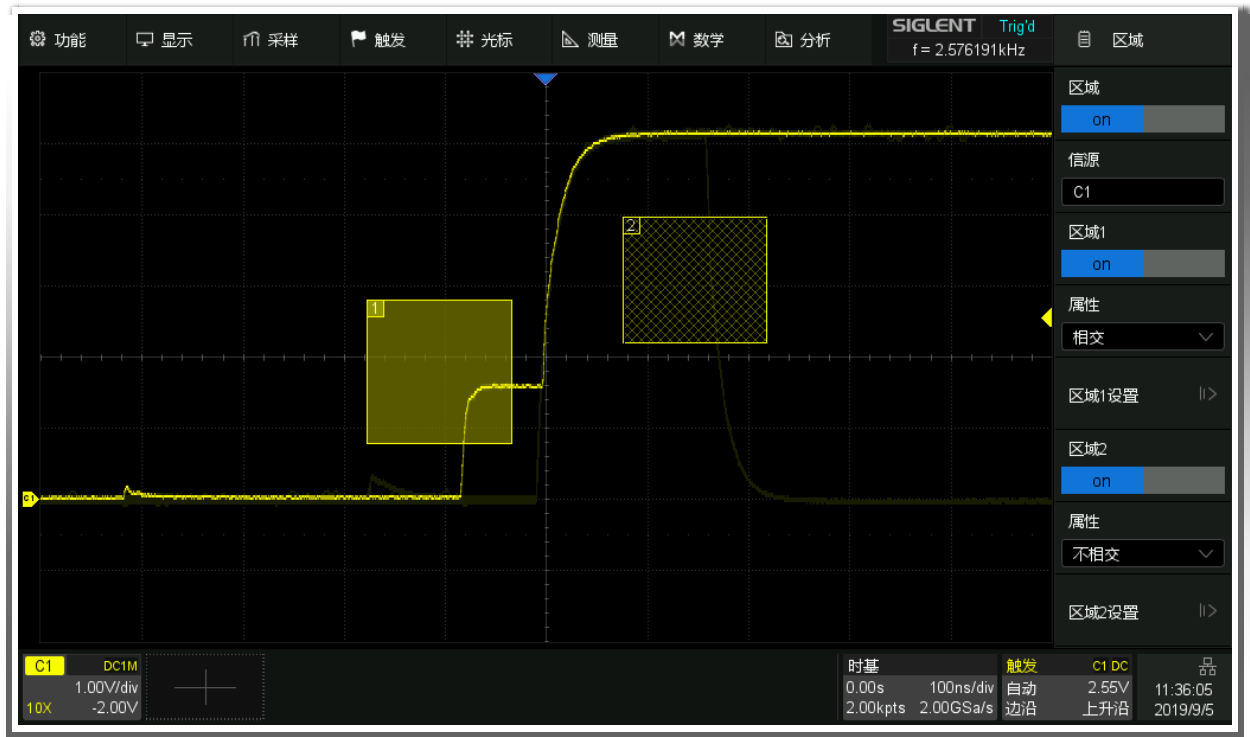 功能
显示
采样
触发
光标
测量
数学
分析
SIGLENT Trig'd
f = 2.576191kHz
区域
区域
on
信源
C1
区域1
on
属性
相交
区域1设置
区域2
on
属性
不相交
区域2设置
1
2
C1
C1 DC1M
1.00V/div
10X -2.00V
时基
0.00s 100ns/div
2.00kpts 2.00GSa/s
触发 C1 DC
自动 2.55V
边沿 上升沿
11:36:05
2019/9/5